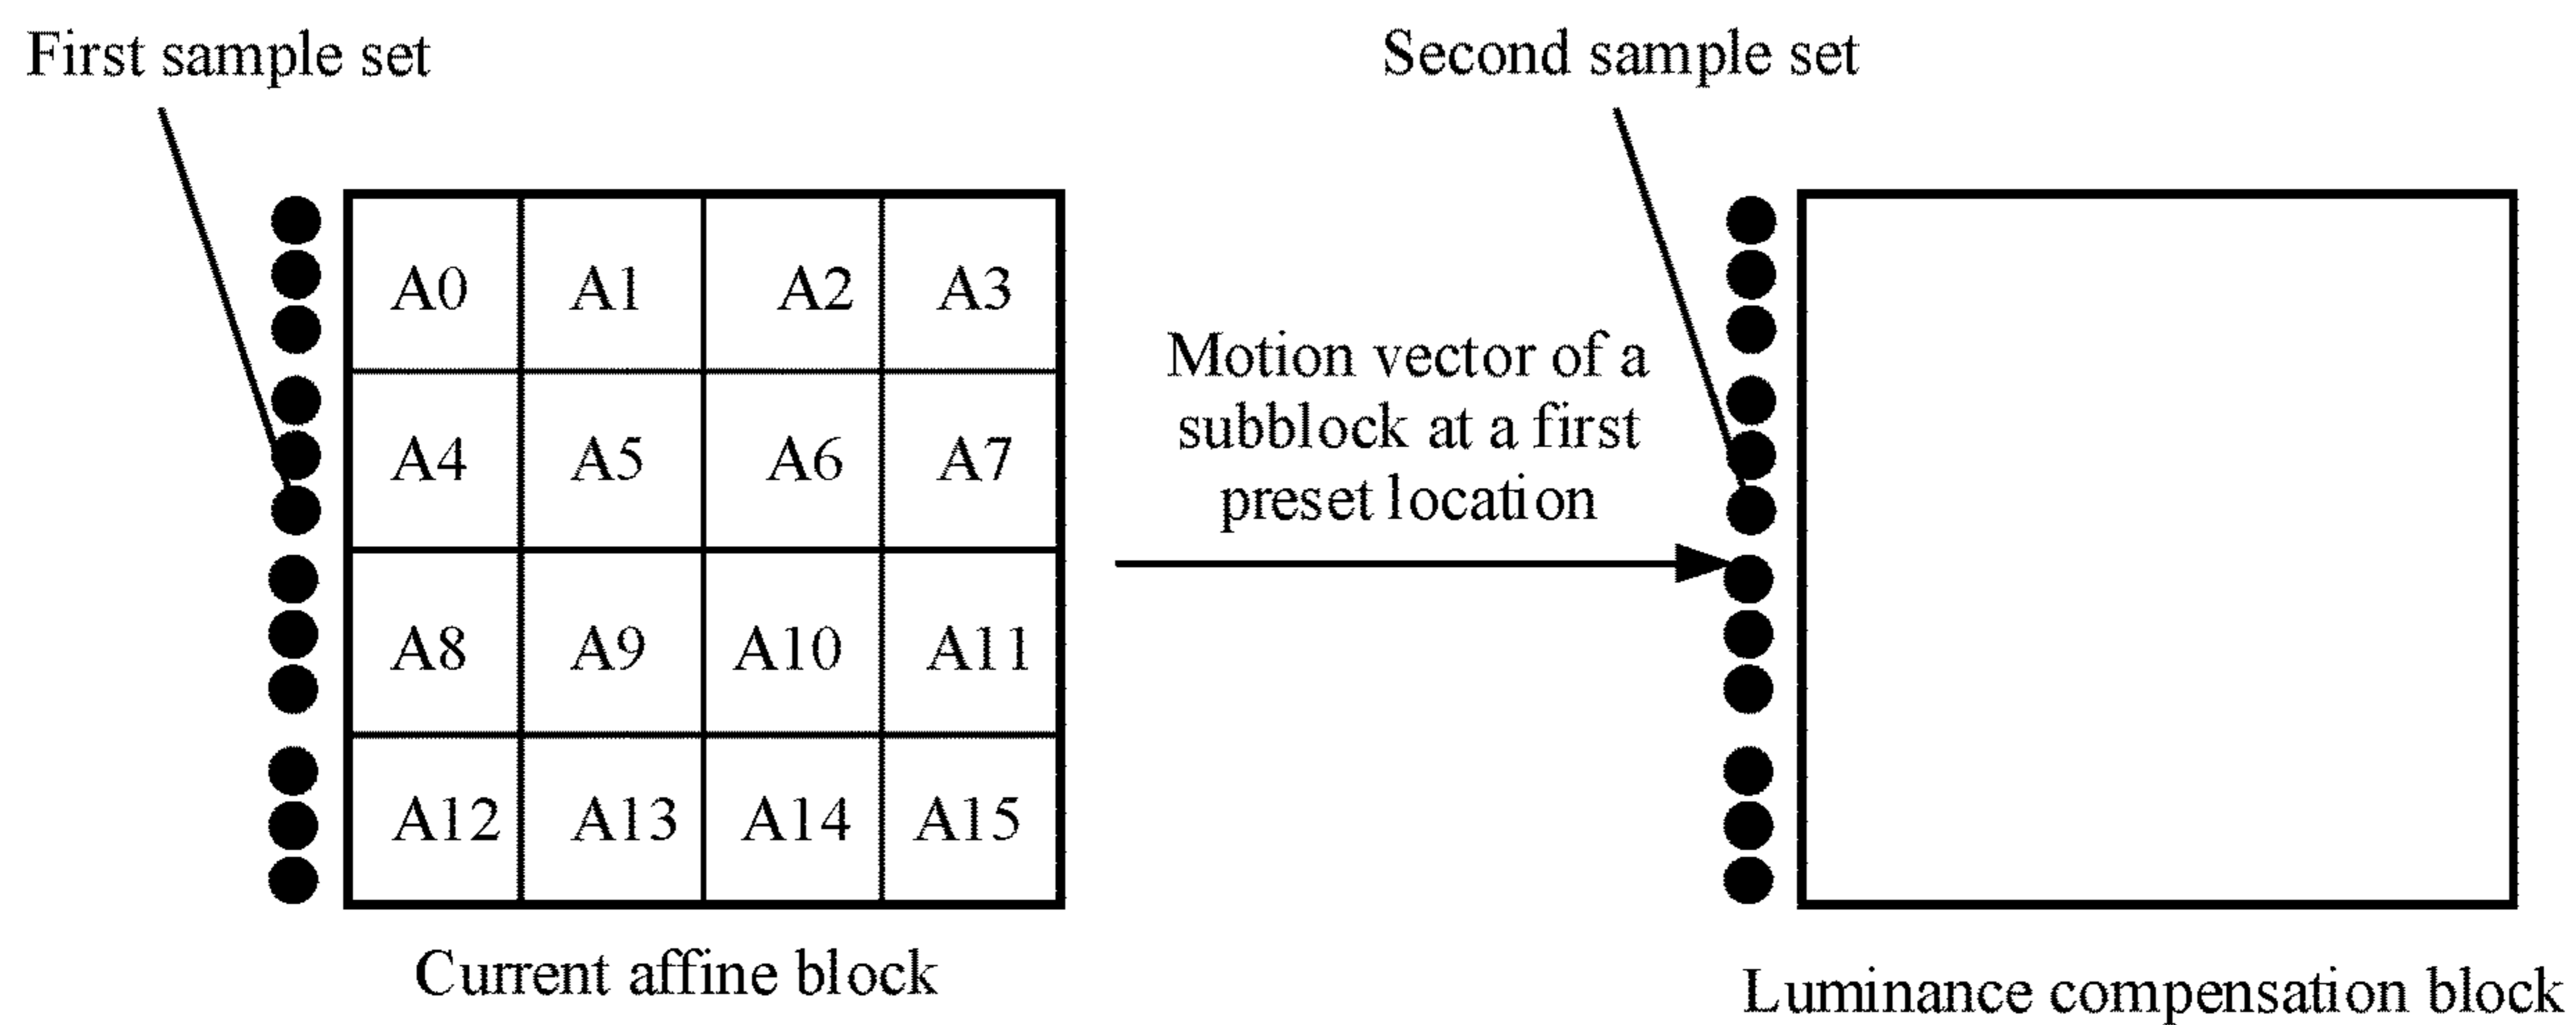 First sample set
Second sample set
A0 A1 A2 A3
Motion vector of a
subblock at a first
preset location
A4 A5 A6 A7
A8 A9 A10 A11
A12 A13 A14 A15
Current affine block
Luminance compensation block